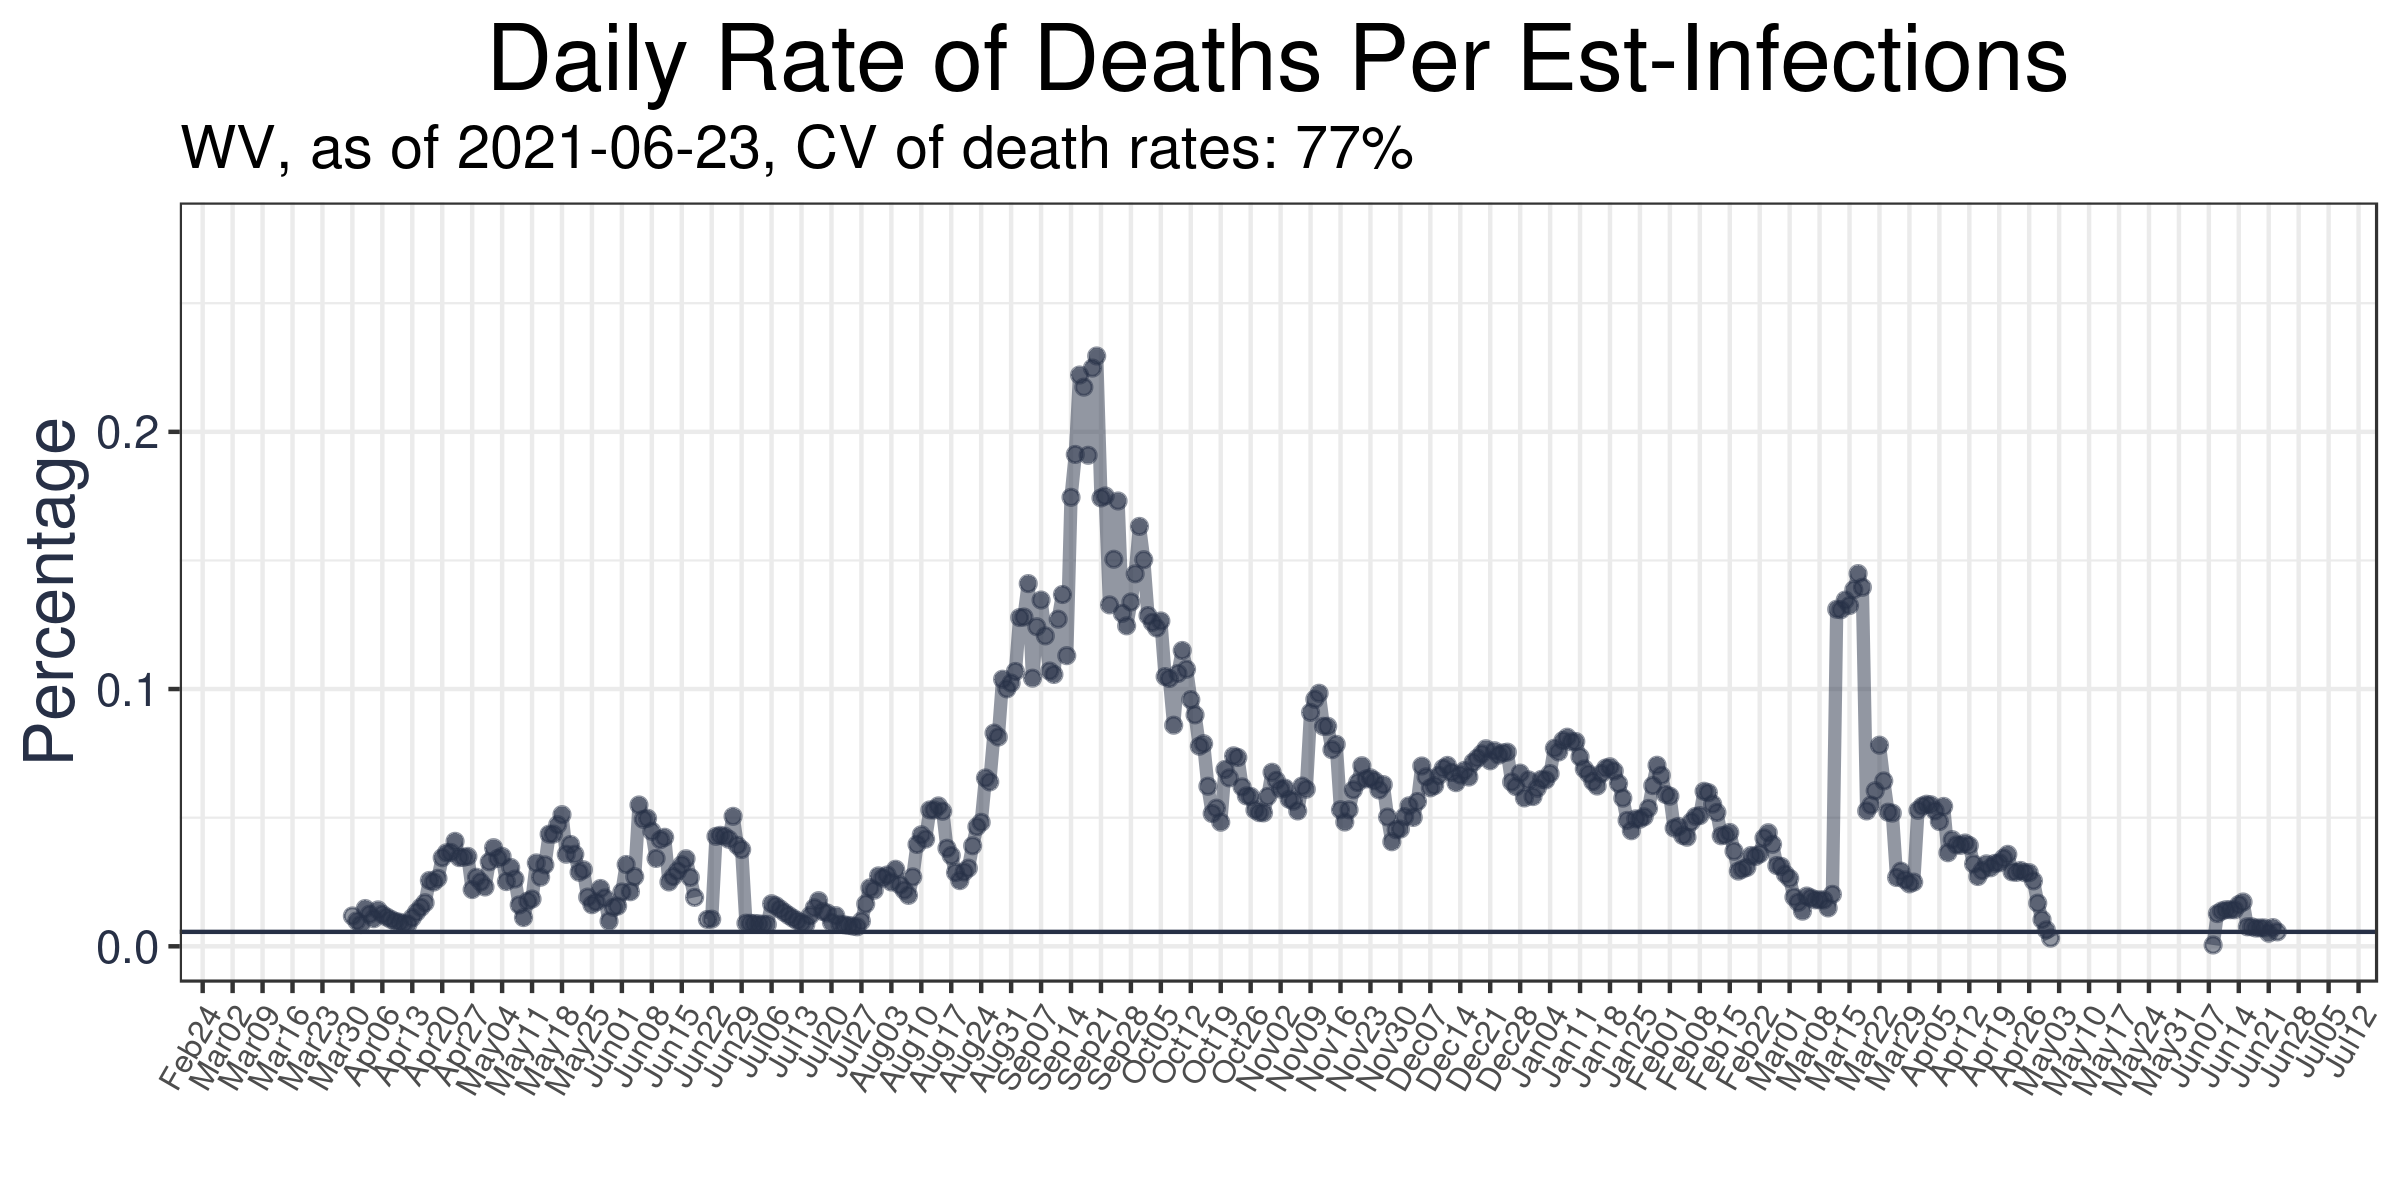 Daily Rate of Deaths Per Est-Infections
WV, as of 2021-06-23, CV of death rates: 77%
Percentage
0.2
0.1
0.0
Feb24
Mar02
Mar09
Mar16
Mar23
Mar30
Apr06
Apr13
Apr20
Apr27
May04
May11
May18
May25
Jun01
Jun08
Jun15
Jun22
Jun29
Jul06
Jul13
Jul20
Jul27
Aug03
Aug10
Aug17
Aug24
Aug31
Sep07
Sep14
Sep21
Sep28
Oct05
Oct12
Oct19
Oct26
Nov02
Nov09
Nov16
Nov23
Nov30
Dec07
Dec14
Dec21
Dec28
Jan04
Jan11
Jan18
Jan25
Feb01
Feb08
Feb15
Feb22
Mar01
Mar08
Mar15
Mar22
Mar29
Apr05
Apr12
Apr19
Apr26
May03
May10
May17
May24
May31
Jun07
Jun14
Jun21
Jun28
Jul05
Jul12